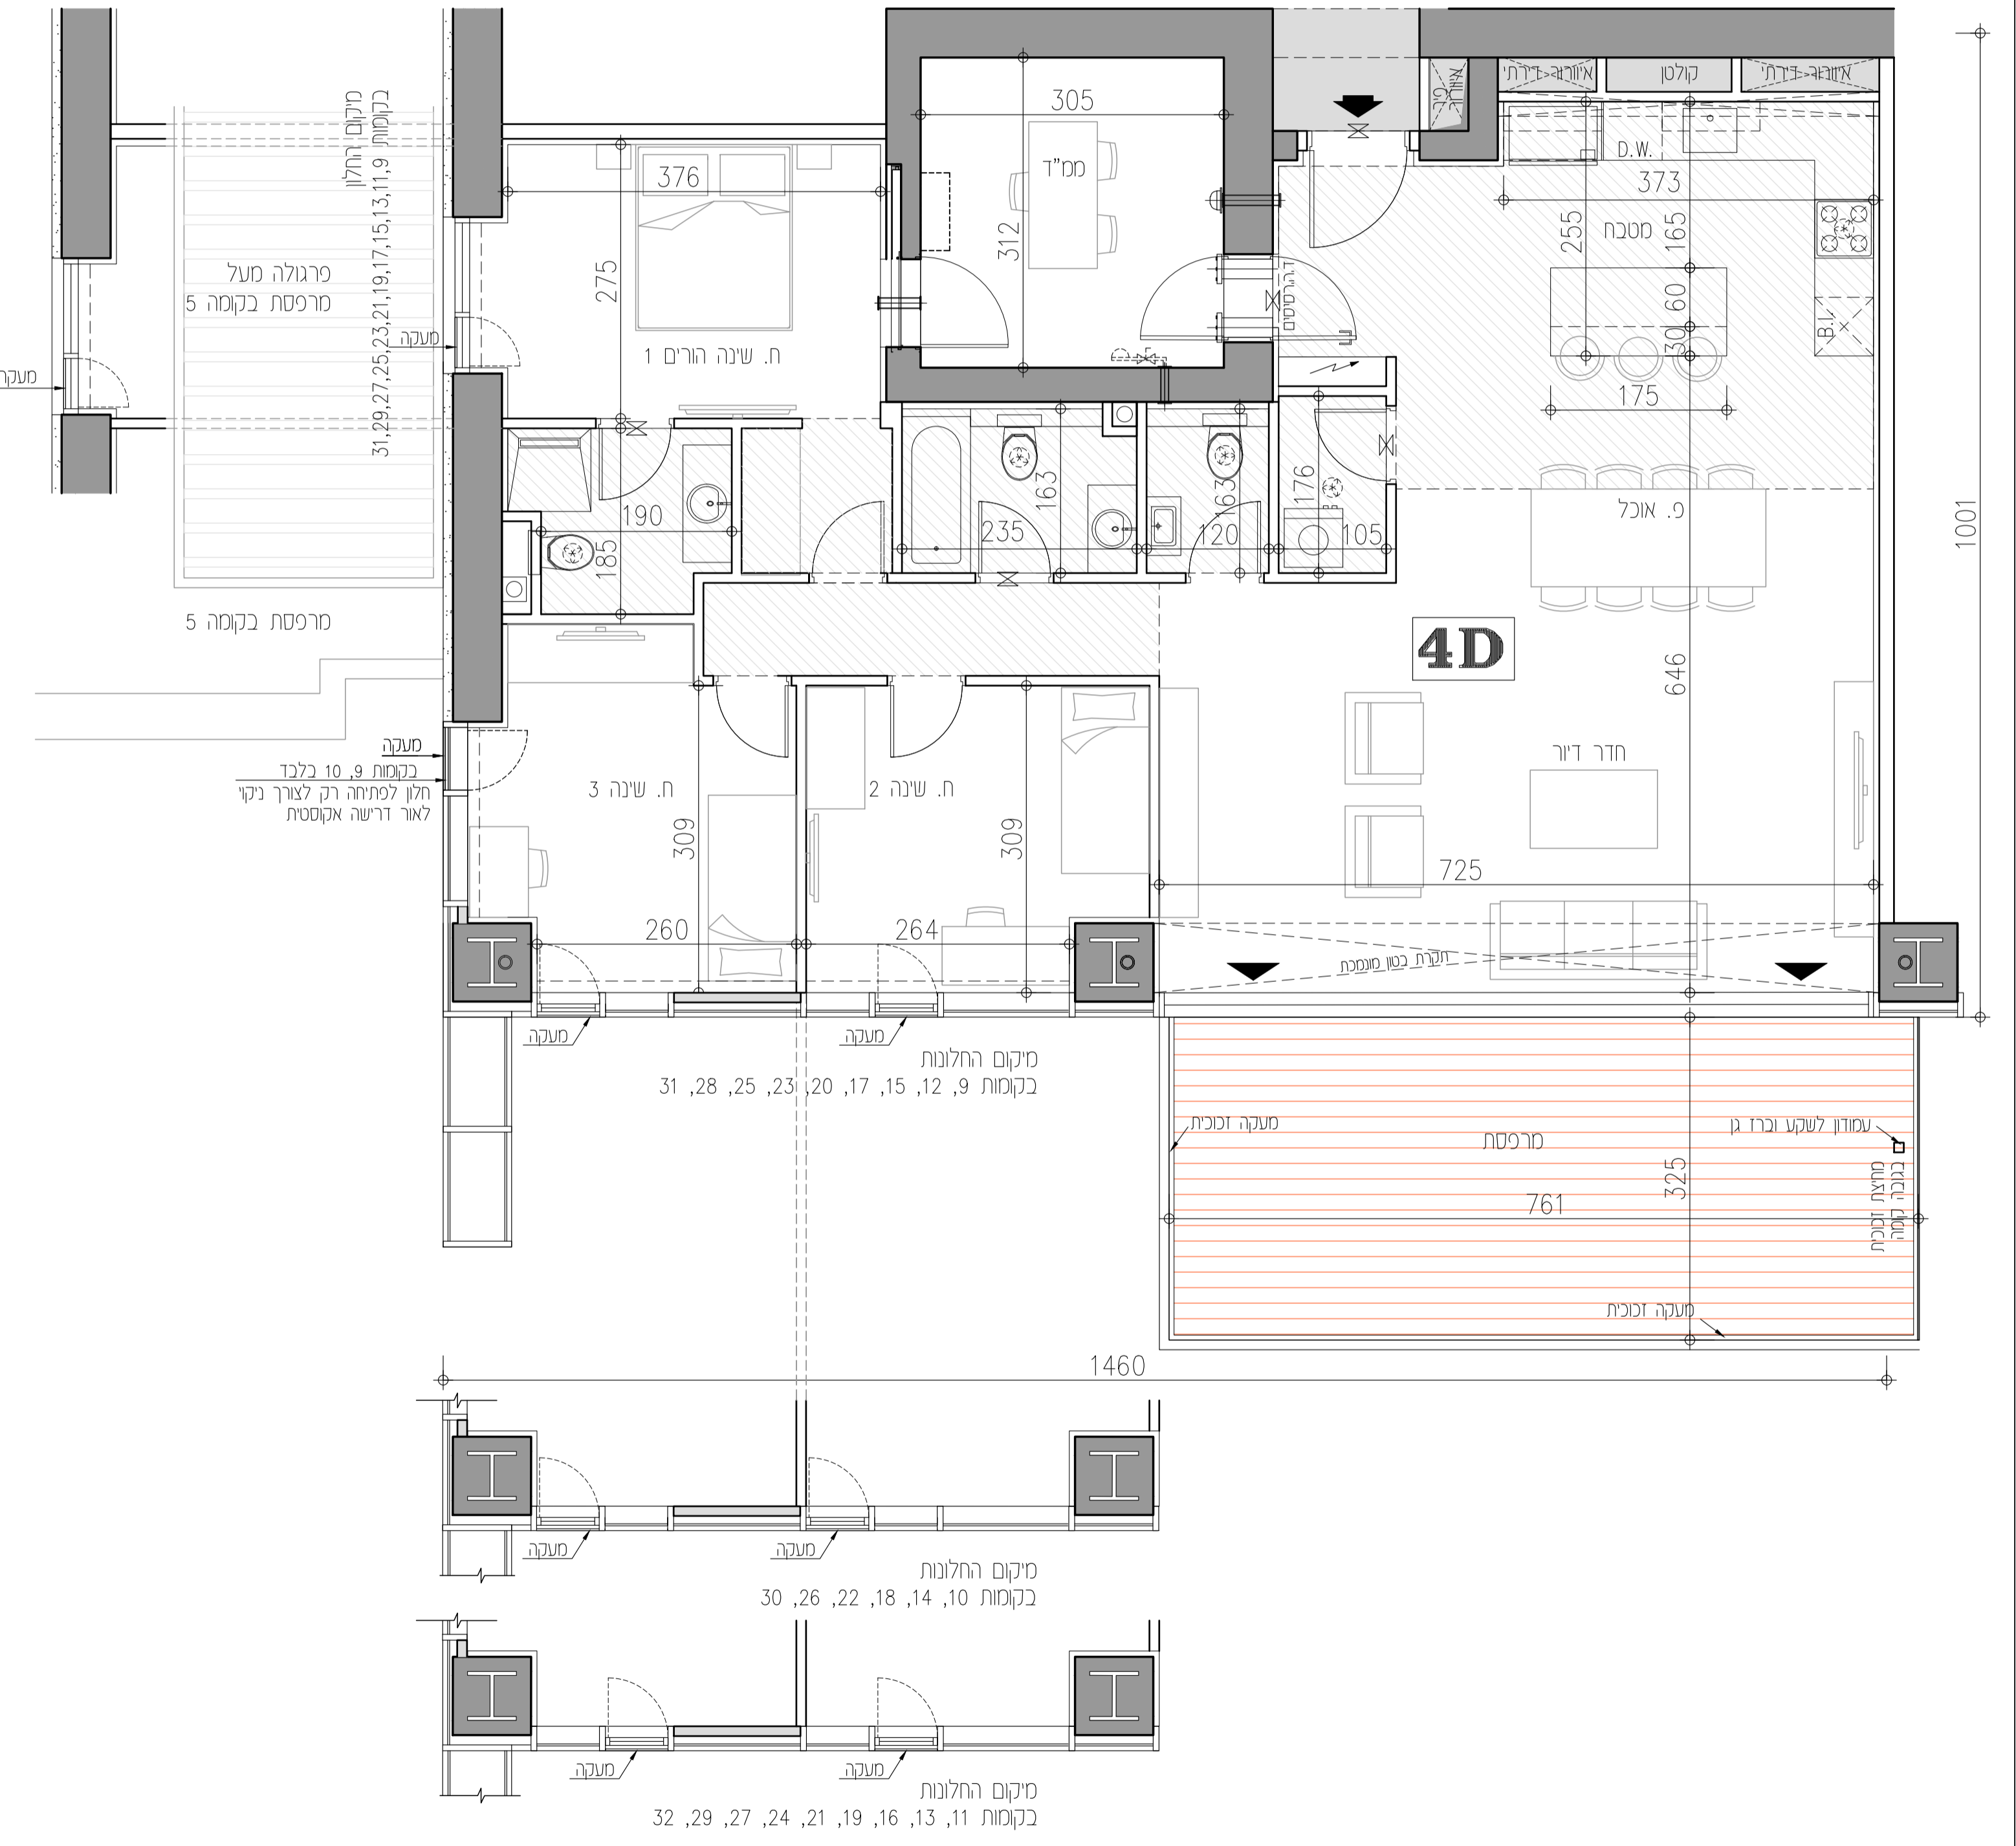 איוורור דירתי
קולטן
איוורור דירתי
פיר
איוורור
מיקום החלון
בקומות 31,29,27,25,23,21,19,17,15,13,11,9
305
ממ"ד
312
376
275
ח. שינה הורים 1
D.W.
373
מטבח
255
165
60
30
B.I.
175
ד.הדף/רסיסים
פרגולה מעל
מרפסת בקומה 5
מעקה
מעקה
190
185
235
163
120
163
176
105
פ. אוכל
1001
מרפסת בקומה 5
4D
646
מעקה
בקומות 9, 10 בלבד
חלון לפתיחה רק לצורך ניקוי
לאור דרישה אקוסטית
ח. שינה 3
309
ח. שינה 2
309
חדר דיור
725
260
264
תקרת בטון מונמכת
מעקה
מעקה
מיקום החלונות
בקומות 9, 12, 15, 17, 20, 23, 25, 28, 31
מעקה זכוכית
מרפסת
עמודון לשקע וברז גן
325
מחיצת זכוכית
בגובה קומה
761
מעקה זכוכית
1460
מעקה
מעקה
מיקום החלונות
בקומות 10, 14, 18, 22, 26, 30
מעקה
מעקה
מיקום החלונות
בקומות 11, 13, 16, 19, 21, 24, 27, 29, 32